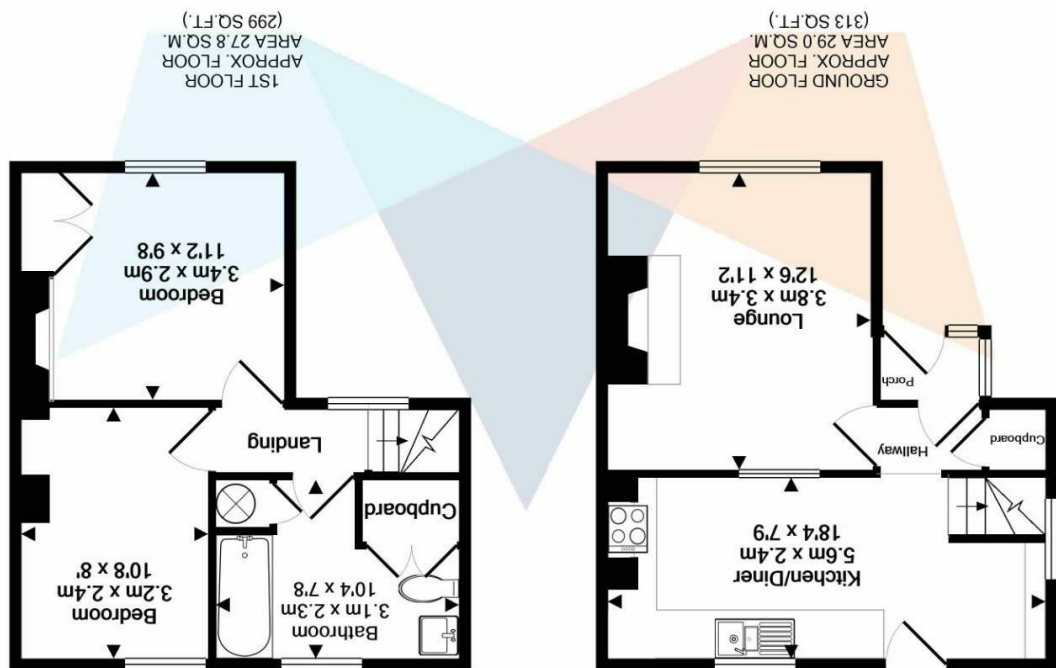 Kitchen/Diner
5.6m x 2.4m
18'4 x 7'9
Cupboard
Hallway
Porch
Lounge
3.8m x 3.4m
12'6 x 11'2
GROUND FLOOR
APPROX. FLOOR
AREA 29.0 SQ.M.
(313 SQ.FT.)
Bathroom
3.1m x 2.3m
10'4 x 7'8
Bedroom
3.2m x 2.4m
10'8 x 8'
Cupboard
Landing
Bedroom
3.4m x 2.9m
11'2 x 9'8
1ST FLOOR
APPROX. FLOOR
AREA 27.8 SQ.M.
(299 SQ.FT.)